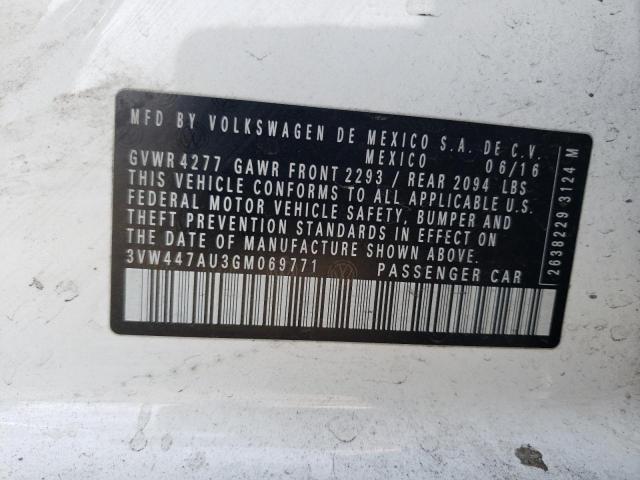 MFD BY VOLKSWAGEN DE MEXICO S.A. DE C.V.
MEXICO 06/16
GVWR 4277 GAWR FRONT 2293 / REAR 2094 LBS
THIS VEHICLE CONFORMS TO ALL APPLICABLE U.S.
FEDERAL MOTOR VEHICLE SAFETY, BUMPER AND
THEFT PREVENTION STANDARDS IN EFFECT ON
THE DATE OF MANUFACTURE SHOWN ABOVE.
3VW447AU3GM069771 PASSENGER CAR
2638229 3124 M